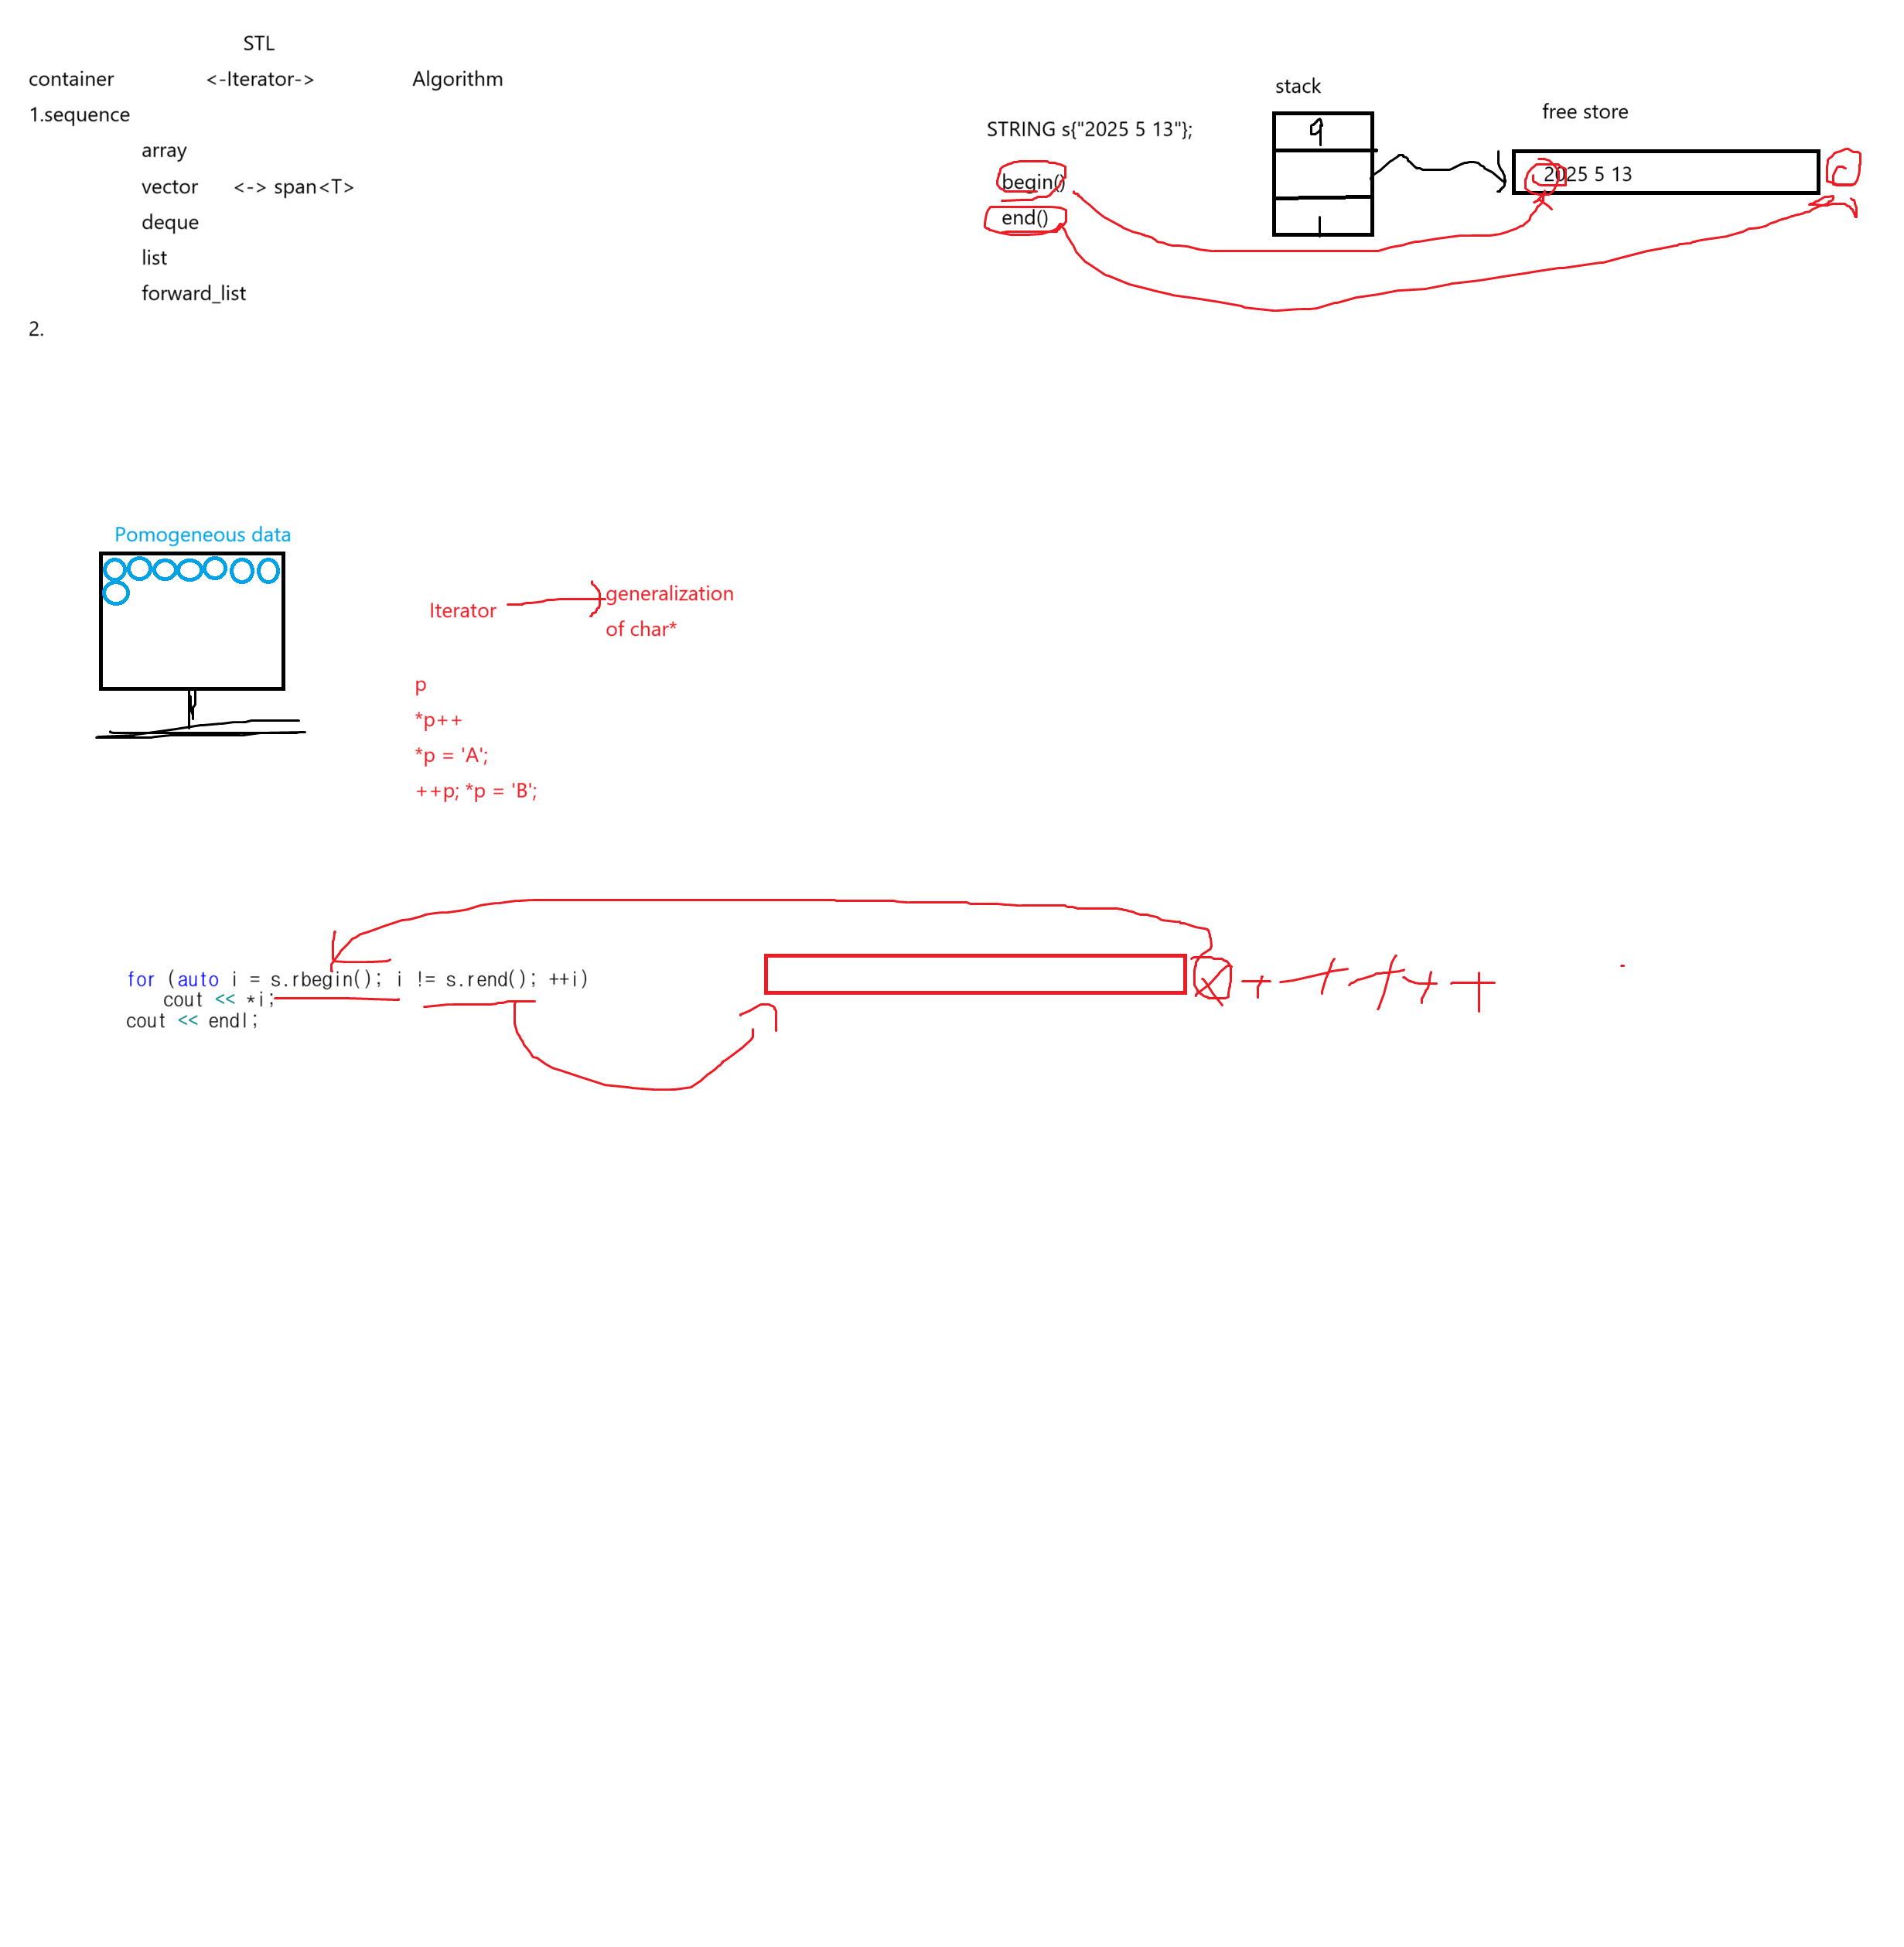 STL
container <-Iterator-> Algorithm
1.sequence
array
vector <-> span<T>
deque
list
forward_list
2.
STRING s{"2025 5 13"};
begin()
end()
stack
9
1
free store
2025 5 13
Pomogeneous data
Iterator
generalization
of char*
p
*p++
*p = 'A';
++p; *p = 'B';
for (auto i = s.rbegin(); i != s.rend(); ++i)
cout << *i;
cout << endl;